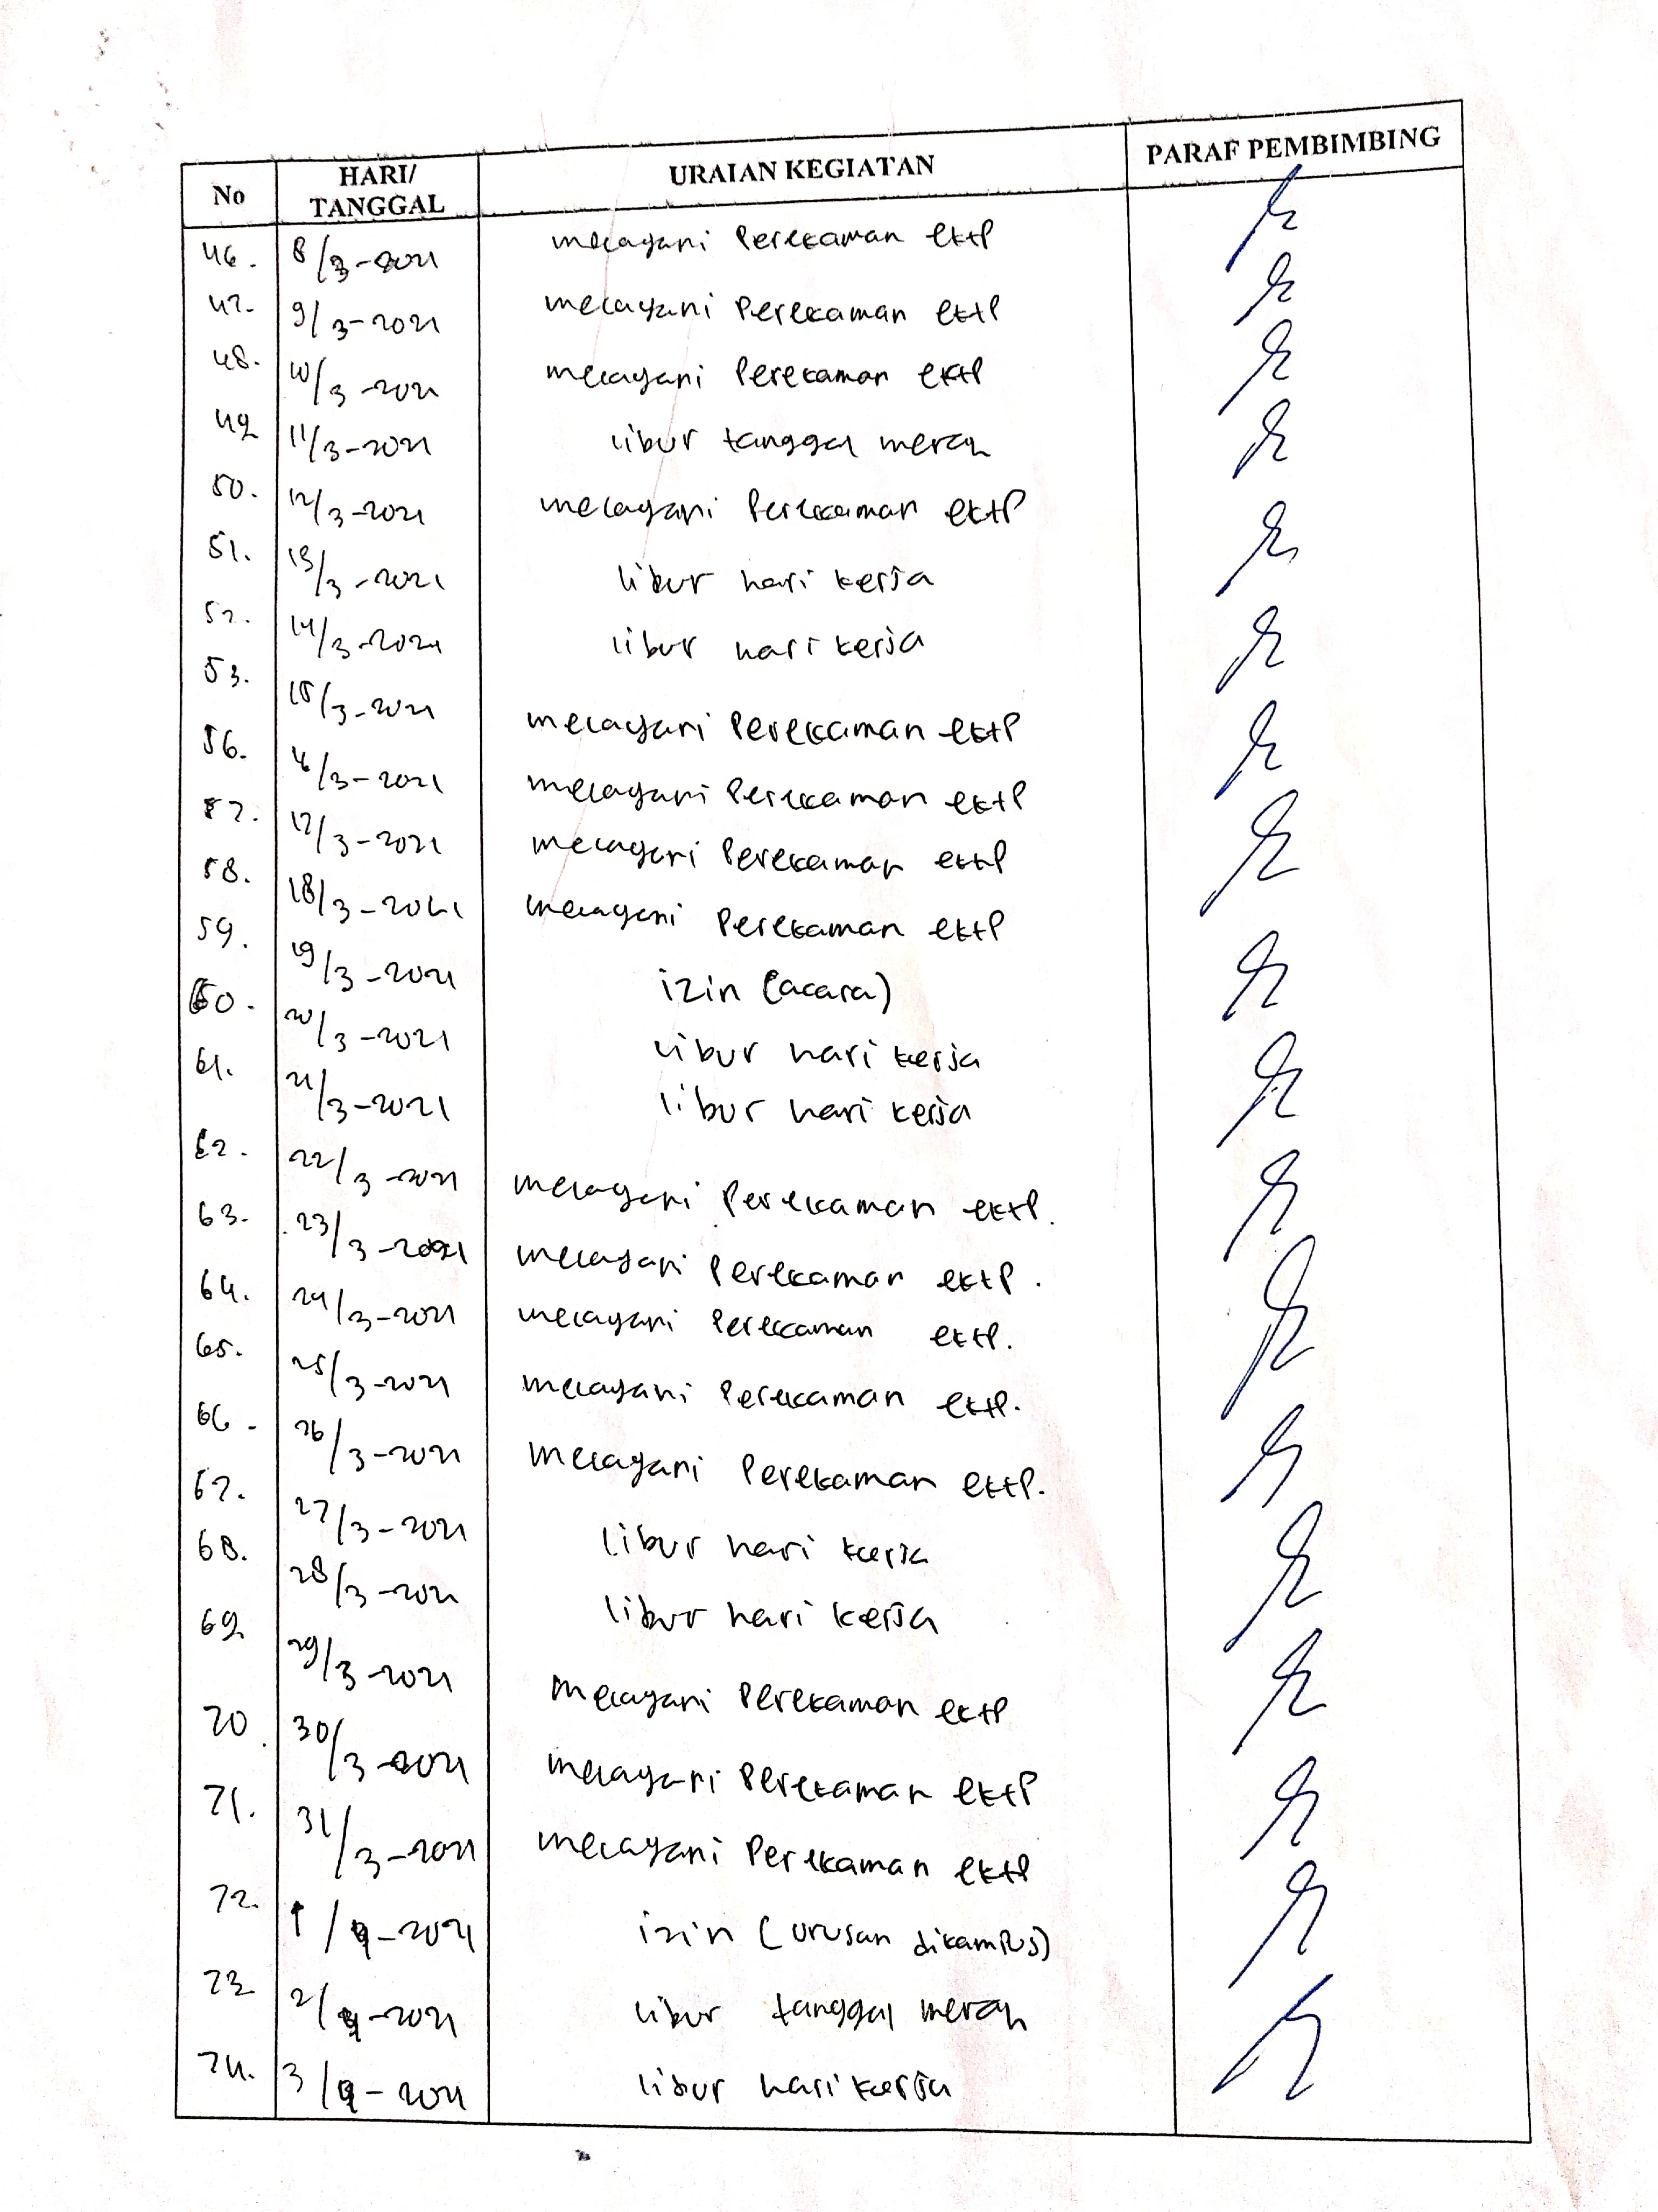 No HARI/ TANGGAL URAIAN KEGIATAN PARAF PEMBIMBING
46. 8/3-2021 melayani Perekaman ektP
47. 9/3-2021 melayani Perekaman ektP
48. 10/3-2021 melayani Perekaman ektP
49 11/3-2021 libur tanggal merah
50. 12/3-2021 melayani Perekaman ektP
51. 13/3-2021 libur hari kerja
52. 14/3-2021 libur hari kerja
53. 15/3-2021 melayani Perekaman ektP
56. 16/3-2021 melayani Perekaman ektP
57. 17/3-2021 melayani Perekaman ektP
58. 18/3-2021 melayani Perekaman ektP
59. 19/3-2021 izin (acara)
60. 20/3-2021 libur hari kerja
61. 21/3-2021 libur hari kerja
62. 22/3-2021 melayani Perekaman ektP.
63. 23/3-2021 melayani Perekaman ektP.
64. 24/3-2021 melayani Perekaman ektP.
65. 25/3-2021 melayani Perekaman ektP.
66. 26/3-2021 melayani Perekaman ektP.
67. 27/3-2021 libur hari kerja
68. 28/3-2021 libur hari kerja
69 29/3-2021 melayani Perekaman ektP
70. 30/3-2021 melayani Perekaman ektP
71. 31/3-2021 melayani Perekaman ektP
72. 1/4-2021 izin (urusan dikamPus)
73 2/4-2021 libur tanggal merah
74. 3/4-2021 libur hari kerja